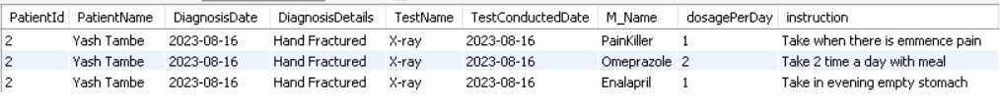 PatientId PatientName DiagnosisDate DiagnosisDetails TestName TestConductedDate M_Name dosagePerDay instruction
2 Yash Tambe 2023-08-16 Hand Fractured X-ray 2023-08-16 PainKiller 1 Take when there is emmence pain
2 Yash Tambe 2023-08-16 Hand Fractured X-ray 2023-08-16 Omeprazole 2 Take 2 time a day with meal
2 Yash Tambe 2023-08-16 Hand Fractured X-ray 2023-08-16 Enalapril 1 Take in evening empty stomach